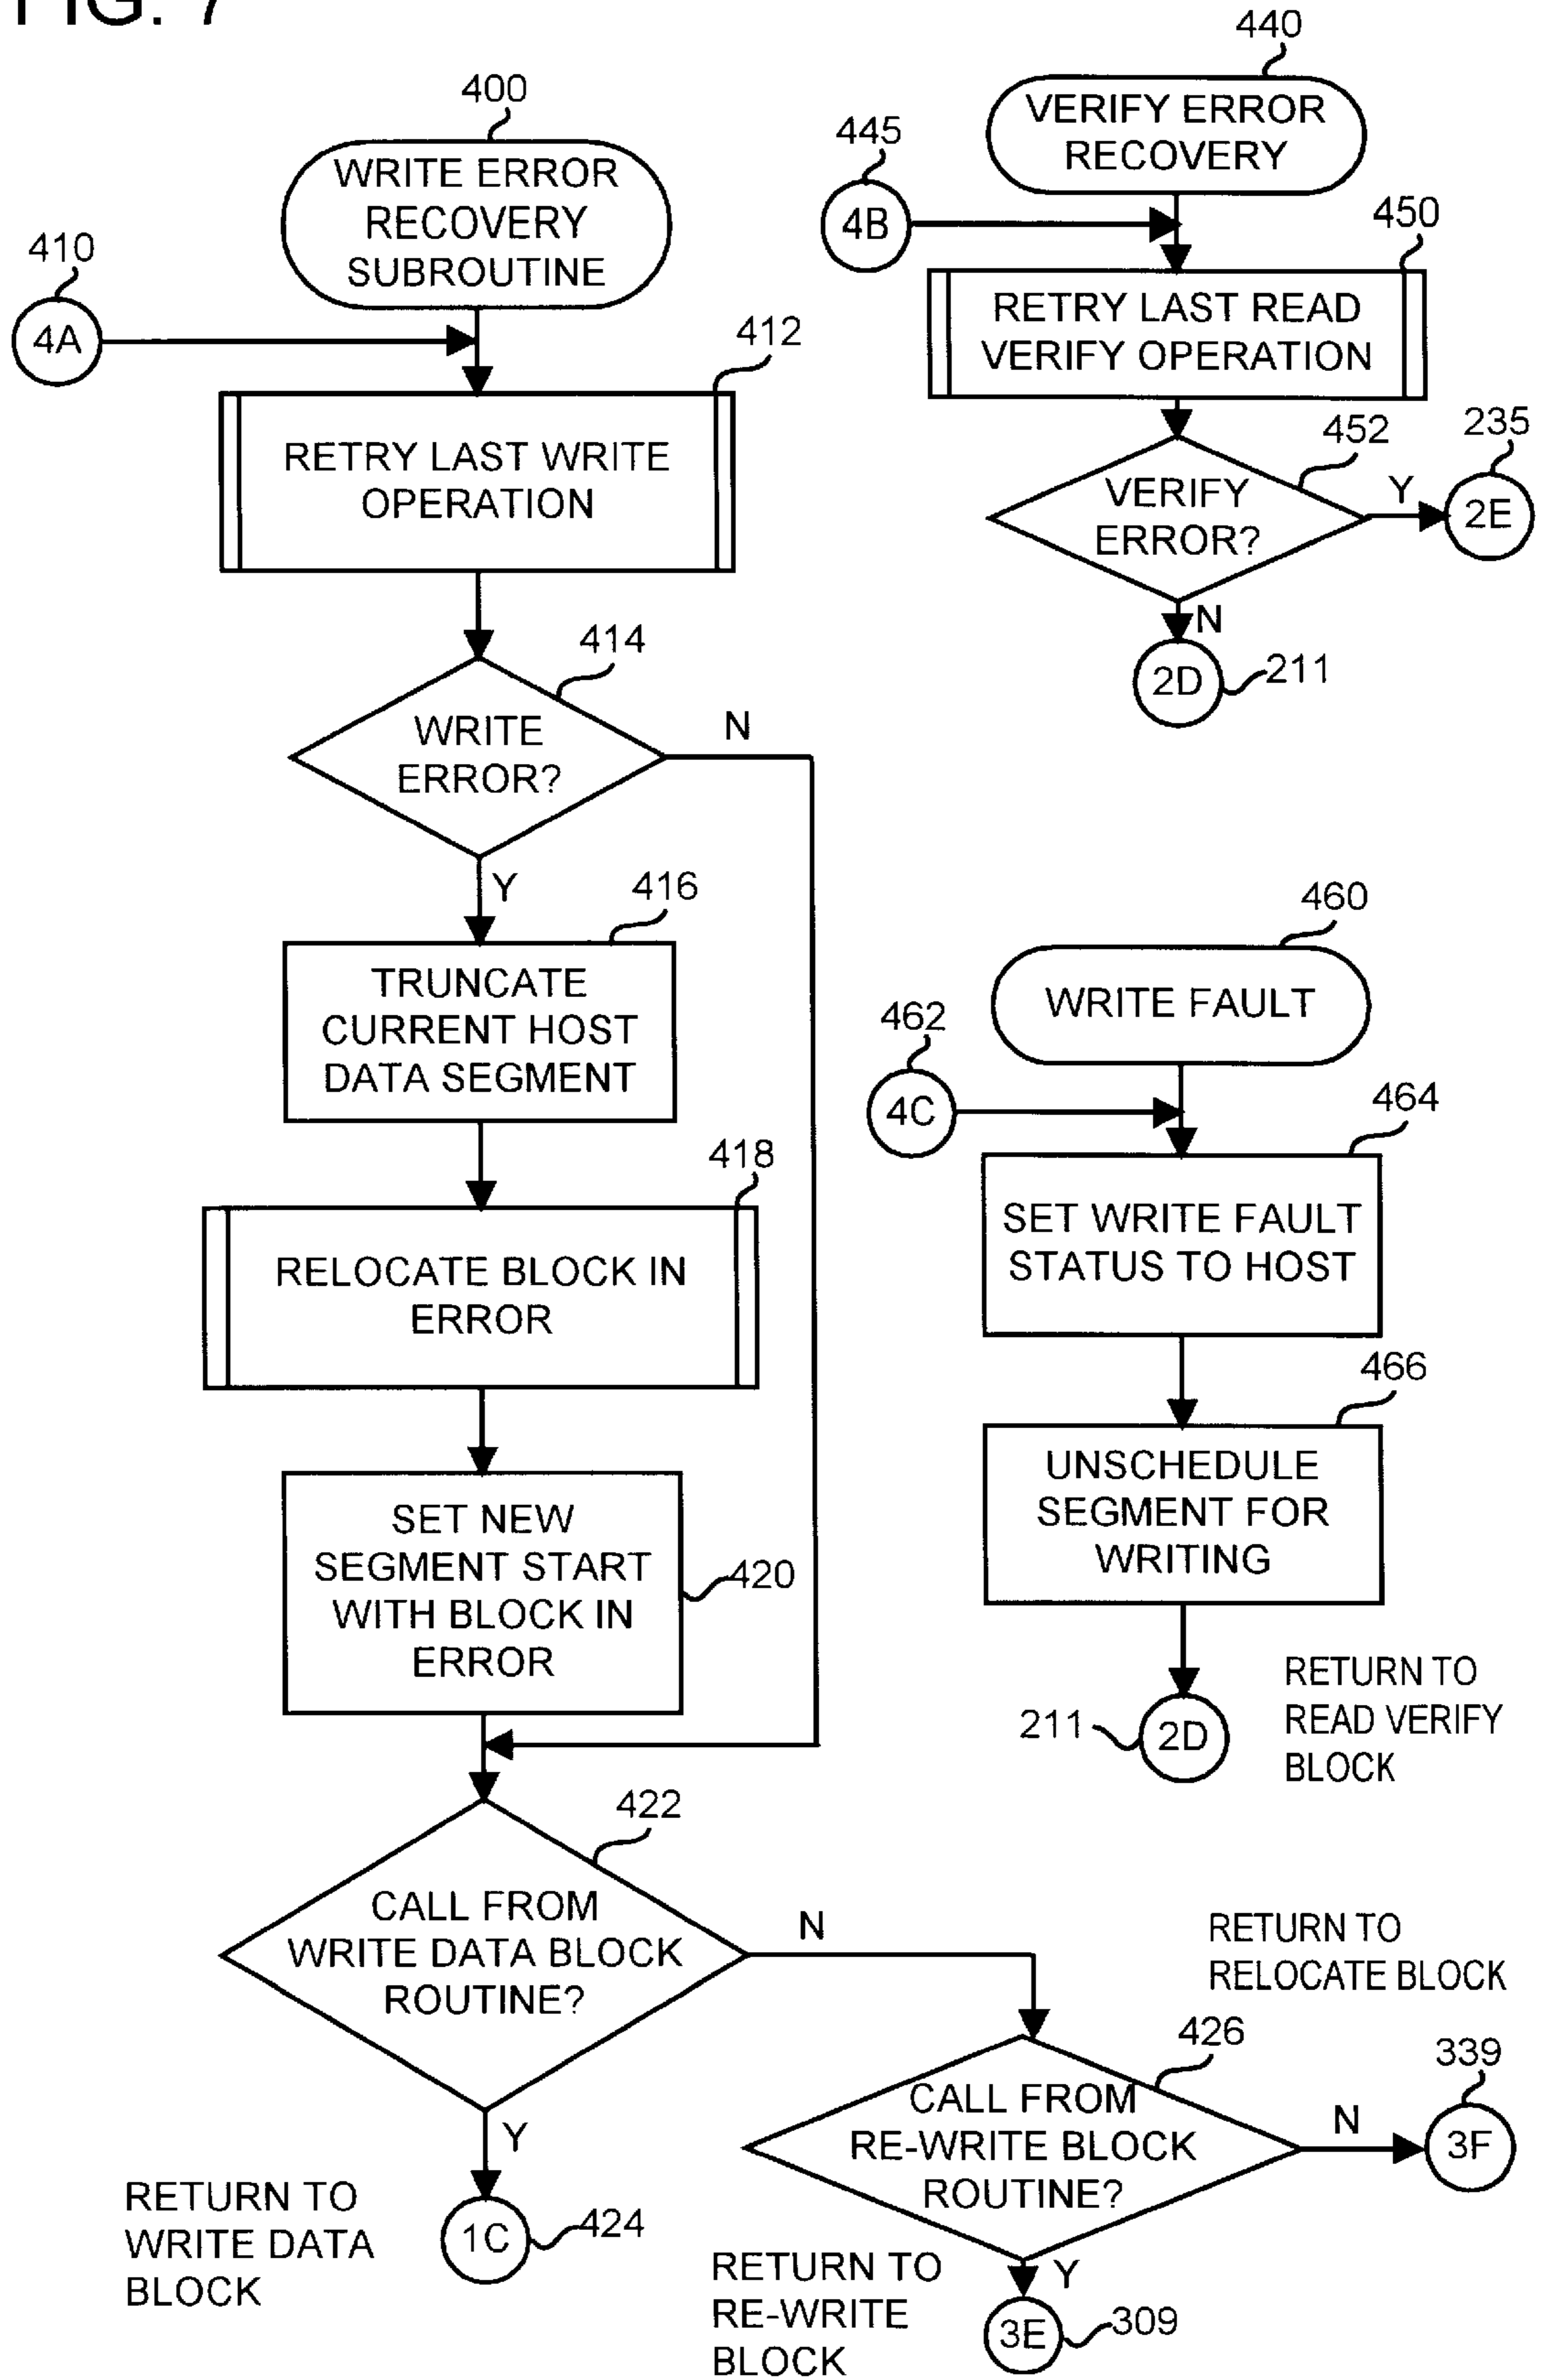 FIG. 7
400
WRITE ERROR
RECOVERY
SUBROUTINE
410
4A
412
RETRY LAST WRITE
OPERATION
414
WRITE
ERROR?
N
Y
416
TRUNCATE
CURRENT HOST
DATA SEGMENT
418
RELOCATE BLOCK IN
ERROR
SET NEW
SEGMENT START
WITH BLOCK IN
ERROR
420
422
CALL FROM
WRITE DATA BLOCK
ROUTINE?
N
Y
RETURN TO
WRITE DATA
BLOCK
1C
424
RETURN TO
RELOCATE BLOCK
426
CALL FROM
RE-WRITE BLOCK
ROUTINE?
N
339
3F
Y
RETURN TO
RE-WRITE
BLOCK
3E
309
440
VERIFY ERROR
RECOVERY
445
4B
450
RETRY LAST READ
VERIFY OPERATION
452
VERIFY
ERROR?
Y
235
2E
N
2D
211
460
WRITE FAULT
462
4C
464
SET WRITE FAULT
STATUS TO HOST
466
UNSCHEDULE
SEGMENT FOR
WRITING
211
2D
RETURN TO
READ VERIFY
BLOCK